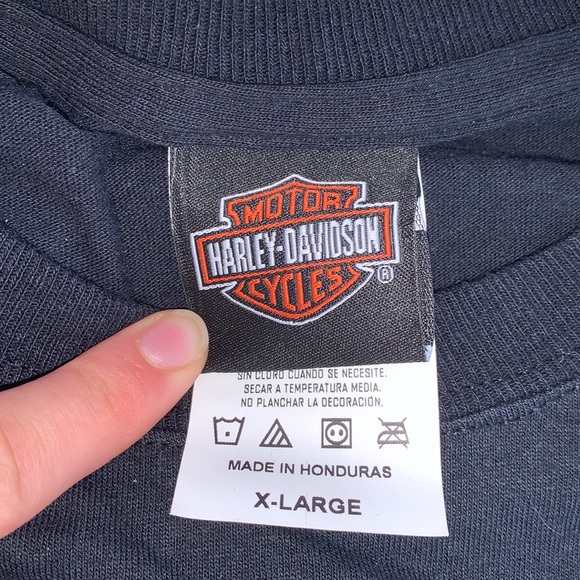 MOTOR
HARLEY-DAVIDSON
CYCLES
®
SIN CLORO CUANDO SE NECESITE.
SECAR A TEMPERATURA MEDIA.
NO PLANCHAR LA DECORACIÓN.
MADE IN HONDURAS
X-LARGE